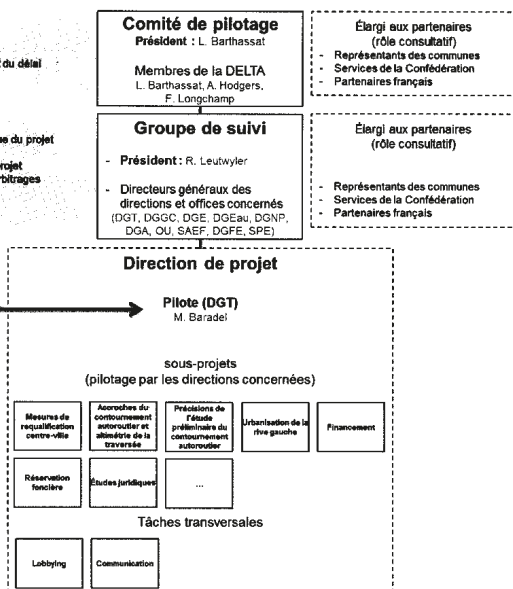 Comité de pilotage
Président : L. Barthassat
Membres de la DELTA
L. Barthassat, A. Hodgers,
F. Longchamp
Élargi aux partenaires
(rôle consultatif)
- Représentants des communes
- Services de la Confédération
- Partenaires français
du délai
Groupe de suivi
- Président : R. Leutwyler
- Directeurs généraux des
directions et offices concernés
(DGT, DGGC, DGE, DGEau, DGNP,
DGA, OU, SAEF, DGFE, SPE)
Élargi aux partenaires
(rôle consultatif)
- Représentants des communes
- Services de la Confédération
- Partenaires français
du projet
Direction de projet
Pilote (DGT)
M. Baradel
sous-projets
(pilotage par les directions concernées)
Mesures de
requalification
centre-ville
Accroches du
contournement
autoroutier et
altimétrie de la
traversée
Précisions de
l'étude
préliminaire du
contournement
autoroutier
Urbanisation de la
rive gauche
Financement
Réservation
foncière
Études juridiques
...
Tâches transversales
Lobbying
Communication